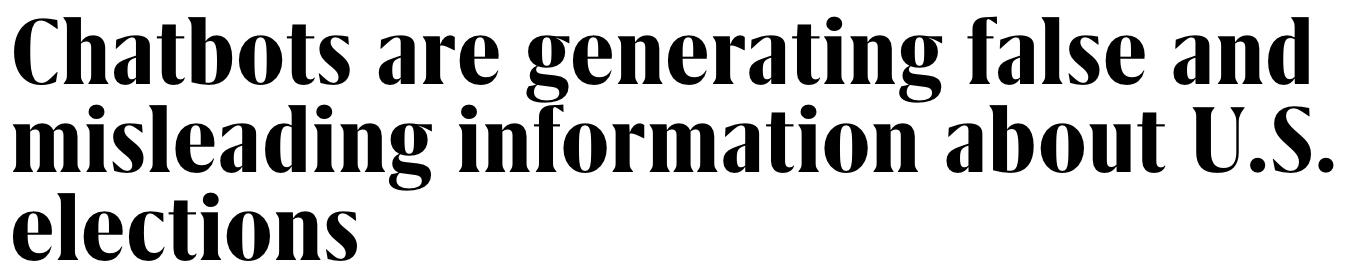 Chatbots are generating false and
misleading information about U.S.
elections